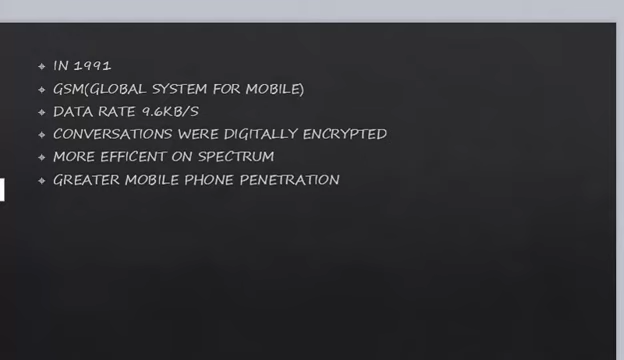 IN 1991
GSM(GLOBAL SYSTEM FOR MOBILE)
DATA RATE 9.6KB/S
CONVERSATIONS WERE DIGITALLY ENCRYPTED
MORE EFFICENT ON SPECTRUM
GREATER MOBILE PHONE PENETRATION